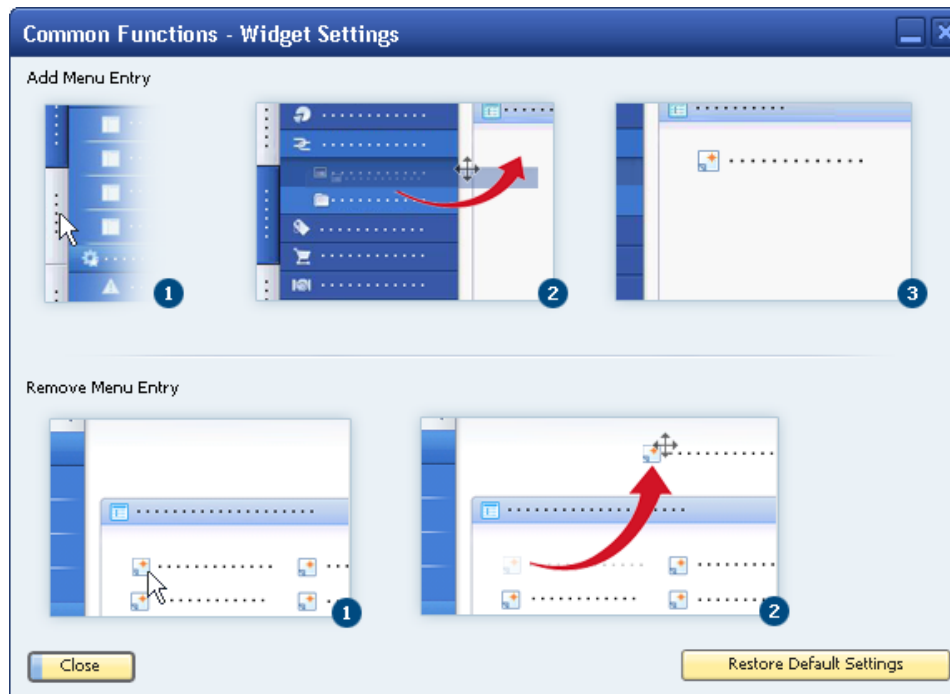 Common Functions - Widget Settings
Add Menu Entry
1
2
3
Remove Menu Entry
1
2
Close
Restore Default Settings